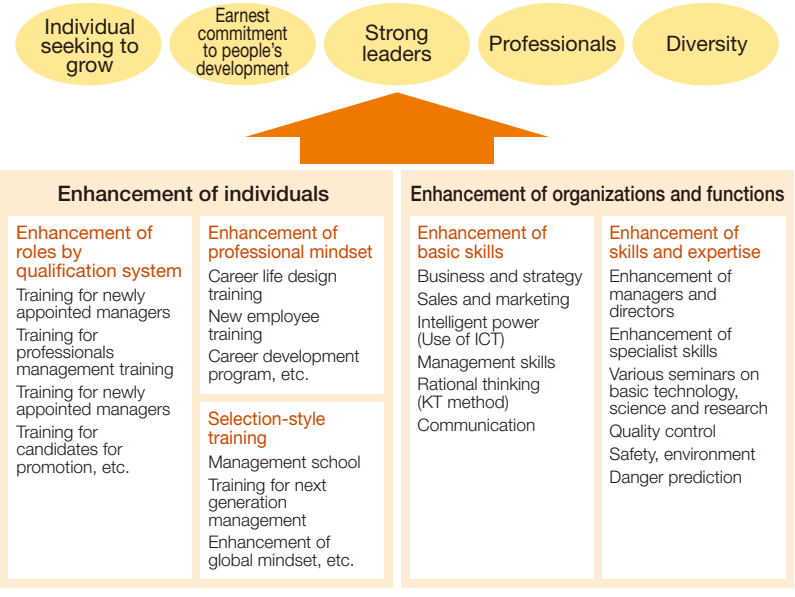 Individual
seeking to
grow
Earnest
commitment
to people's
development
Strong
leaders
Professionals
Diversity
Enhancement of individuals
Enhancement of
roles by
qualification system
Training for newly
appointed managers
Training for
professionals
management training
Training for newly
appointed managers
Training for
candidates for
promotion, etc.
Enhancement of
professional mindset
Career life design
training
New employee
training
Career development
program, etc.
Selection-style
training
Management school
Training for next
generation
management
Enhancement of
global mindset, etc.
Enhancement of organizations and functions
Enhancement of
basic skills
Business and strategy
Sales and marketing
Intelligent power
(Use of ICT)
Management skills
Rational thinking
(KT method)
Communication
Enhancement of
skills and expertise
Enhancement of
managers and
directors
Enhancement of
specialist skills
Various seminars on
basic technology,
science and research
Quality control
Safety, environment
Danger prediction